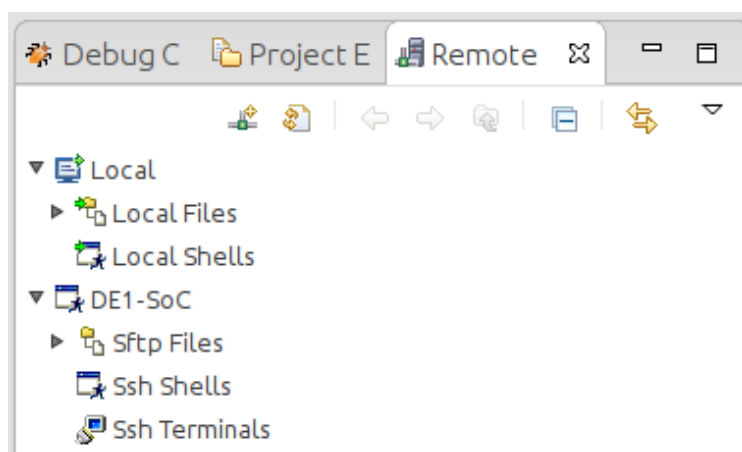 Debug C Project E Remote
Local
Local Files
Local Shells
DE1-SoC
Sftp Files
Ssh Shells
Ssh Terminals